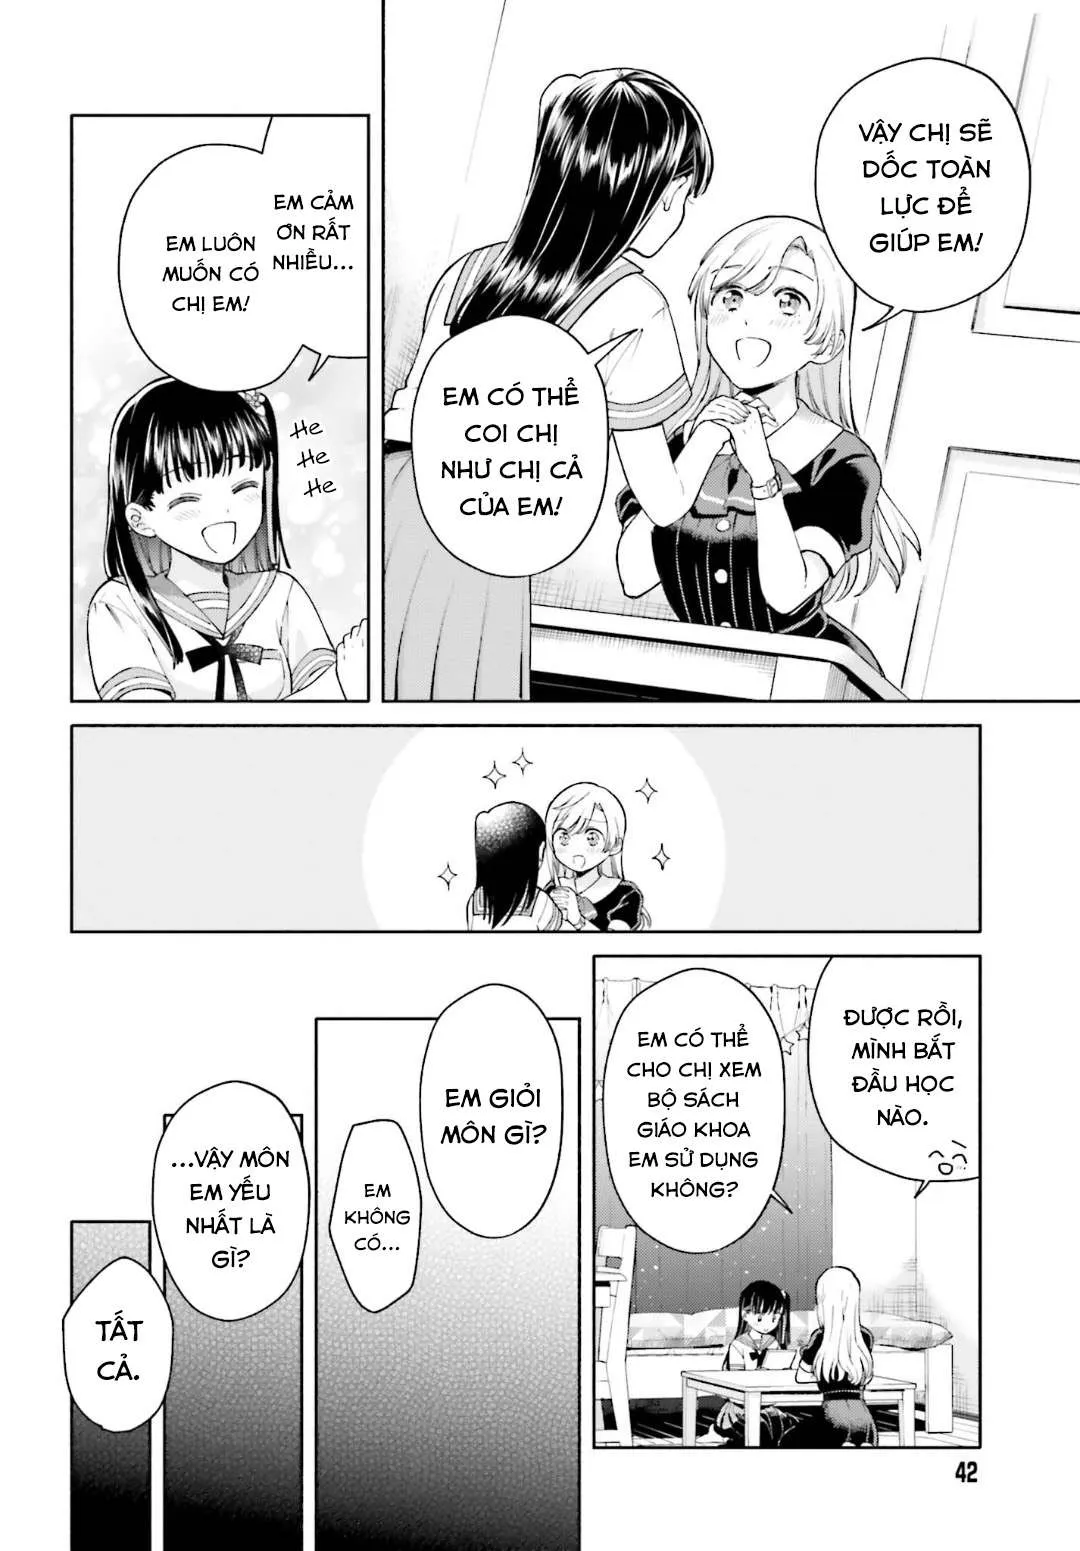 VẬY CHỊ SẼ
DỐC TOÀN
LỰC ĐỂ
GIÚP EM!
EM CÓ THỂ
COI CHỊ
NHƯ CHỊ CẢ
CỦA EM!
EM CẢM
ƠN RẤT
NHIỀU...
EM LUÔN
MUỐN CÓ
CHỊ EM!
He
He
He
ĐƯỢC RỒI,
MÌNH BẮT
ĐẦU HỌC
NÀO.
EM CÓ THỂ
CHO CHỊ XEM
BỘ SÁCH
GIÁO KHOA
EM SỬ DỤNG
KHÔNG?
EM GIỎI
MÔN GÌ?
EM
KHÔNG
CÓ...
...VẬY MÔN
EM YẾU
NHẤT LÀ
GÌ?
TẤT
CẢ.
42